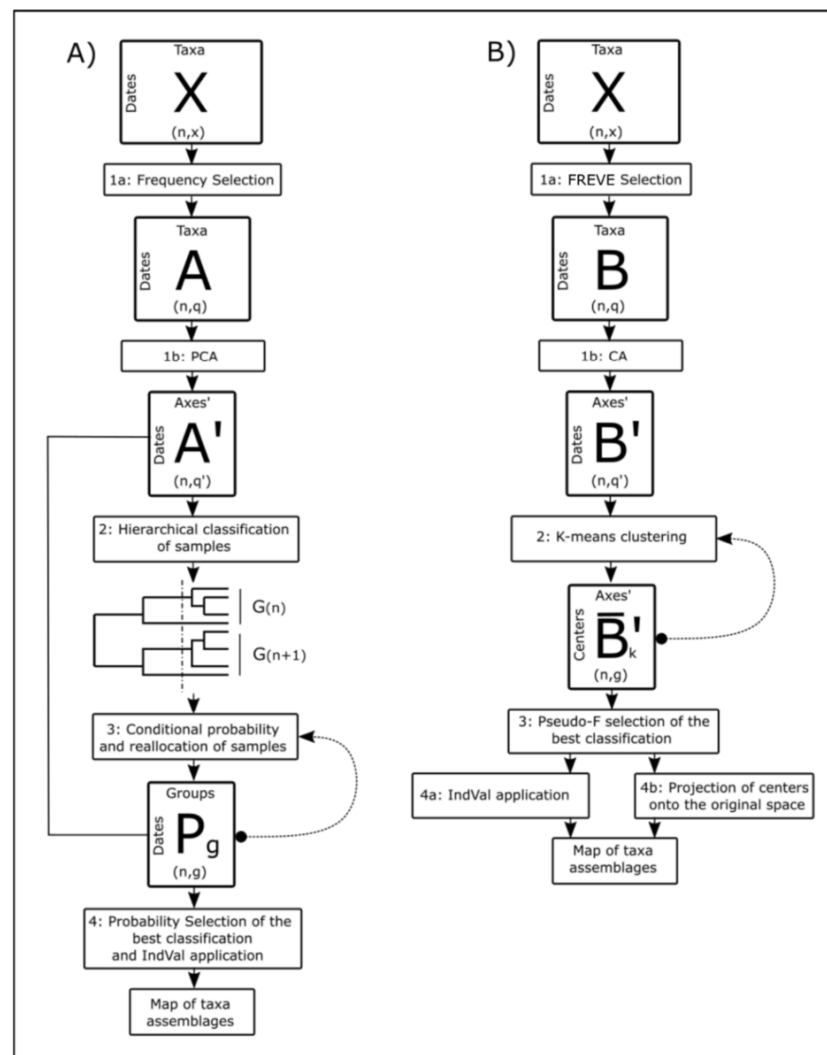 A)
Taxa
Dates
X
(n,x)
1a: Frequency Selection
Taxa
Dates
A
(n,q)
1b: PCA
Axes'
Dates
A'
(n,q')
2: Hierarchical classification
of samples
G(n)
G(n+1)
3: Conditional probability
and reallocation of samples
Groups
Dates
Pg
(n,g)
4: Probability Selection of the
best classification
and IndVal application
Map of taxa
assemblages
B)
Taxa
Dates
X
(n,x)
1a: FREVE Selection
Taxa
Dates
B
(n,q)
1b: CA
Axes'
Dates
B'
(n,q')
2: K-means clustering
Axes'
Centers
B̅'k
(n,g)
3: Pseudo-F selection of the
best classification
4a: IndVal application
4b: Projection of centers
onto the original space
Map of taxa
assemblages